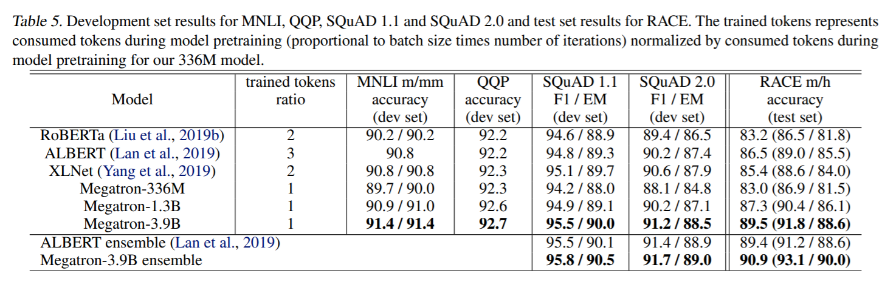 Table 5. Development set results for MNLI, QQP, SQuAD 1.1 and SQuAD 2.0 and test set results for RACE. The trained tokens represents
consumed tokens during model pretraining (proportional to batch size times number of iterations) normalized by consumed tokens during
model pretraining for our 336M model.
trained tokens MNLI m/mm QQP SQuAD 1.1 SQuAD 2.0 RACE m/h
Model ratio accuracy accuracy F1 / EM F1 / EM accuracy
(dev set) (dev set) (dev set) (dev set) (test set)
RoBERTa (Liu et al., 2019b) 2 90.2 / 90.2 92.2 94.6 / 88.9 89.4 / 86.5 83.2 (86.5 / 81.8)
ALBERT (Lan et al., 2019) 3 90.8 92.2 94.8 / 89.3 90.2 / 87.4 86.5 (89.0 / 85.5)
XLNet (Yang et al., 2019) 2 90.8 / 90.8 92.3 95.1 / 89.7 90.6 / 87.9 85.4 (88.6 / 84.0)
Megatron-336M 1 89.7 / 90.0 92.3 94.2 / 88.0 88.1 / 84.8 83.0 (86.9 / 81.5)
Megatron-1.3B 1 90.9 / 91.0 92.6 94.9 / 89.1 90.2 / 87.1 87.3 (90.4 / 86.1)
Megatron-3.9B 1 91.4 / 91.4 92.7 95.5 / 90.0 91.2 / 88.5 89.5 (91.8 / 88.6)
ALBERT ensemble (Lan et al., 2019) 95.5 / 90.1 91.4 / 88.9 89.4 (91.2 / 88.6)
Megatron-3.9B ensemble 95.8 / 90.5 91.7 / 89.0 90.9 (93.1 / 90.0)